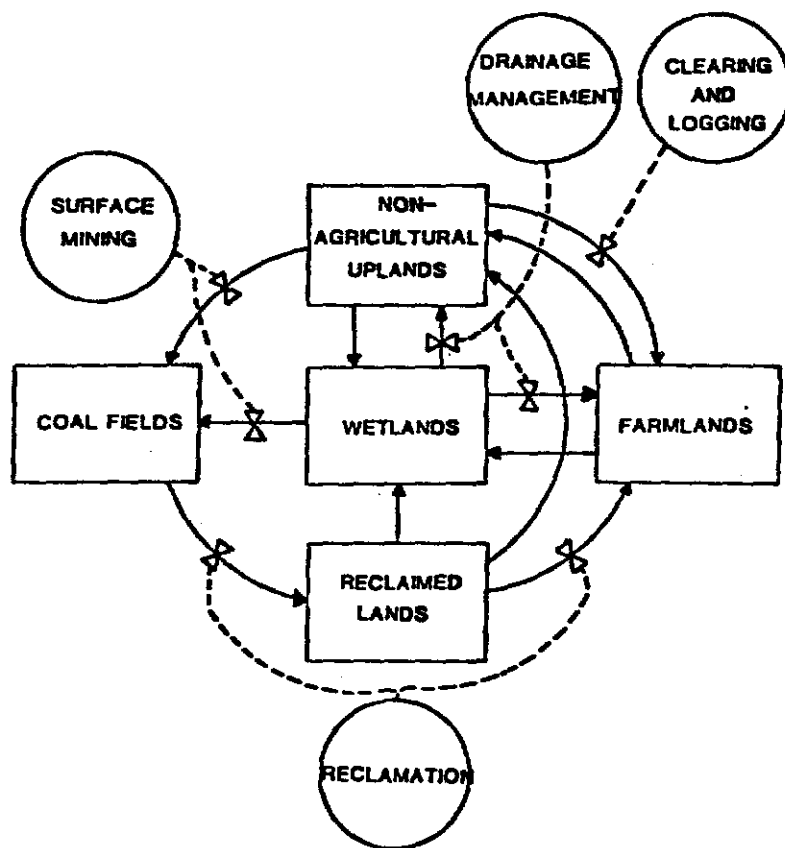 DRAINAGE
MANAGEMENT
CLEARING
AND
LOGGING
SURFACE
MINING
NON-
AGRICULTURAL
UPLANDS
COAL FIELDS
WETLANDS
FARMLANDS
RECLAIMED
LANDS
RECLAMATION